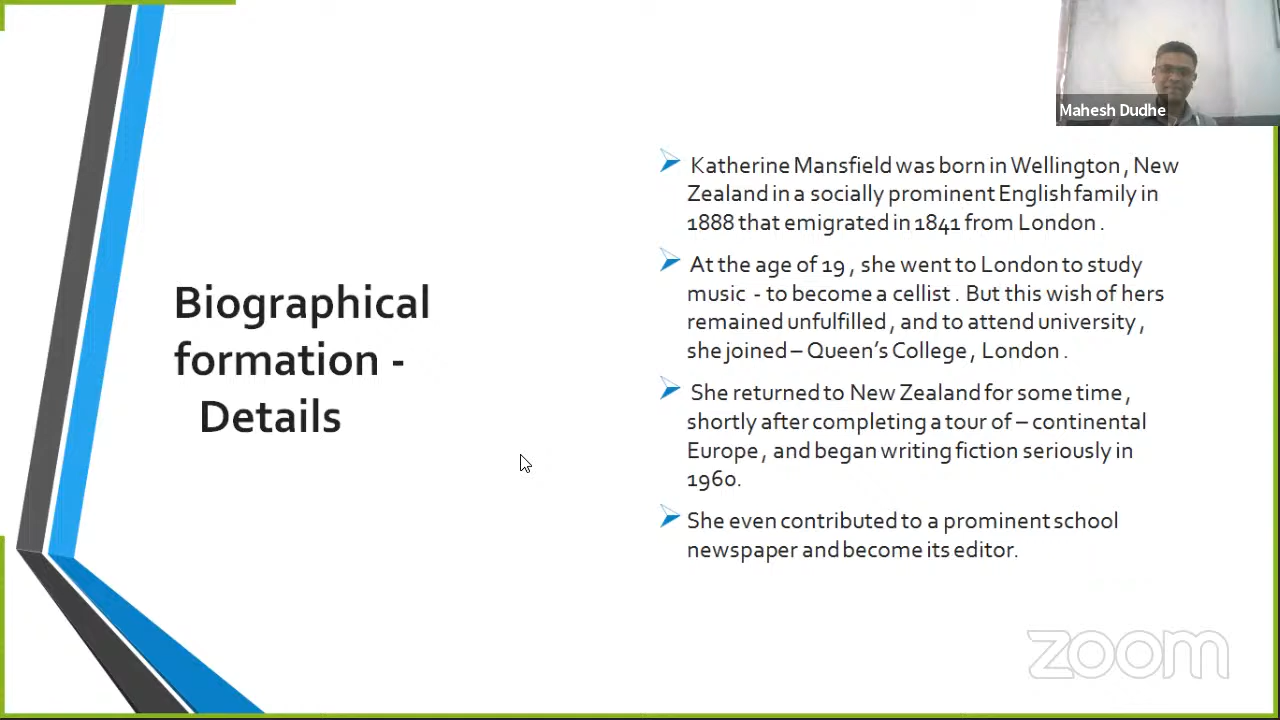 Mahesh Dudhe
Biographical
formation -
Details
Katherine Mansfield was born in Wellington , New
Zealand in a socially prominent English family in
1888 that emigrated in 1841 from London .
At the age of 19 , she went to London to study
music - to become a cellist . But this wish of hers
remained unfulfilled , and to attend university ,
she joined – Queen's College , London .
She returned to New Zealand for some time ,
shortly after completing a tour of – continental
Europe , and began writing fiction seriously in
1960.
She even contributed to a prominent school
newspaper and become its editor.
zoom